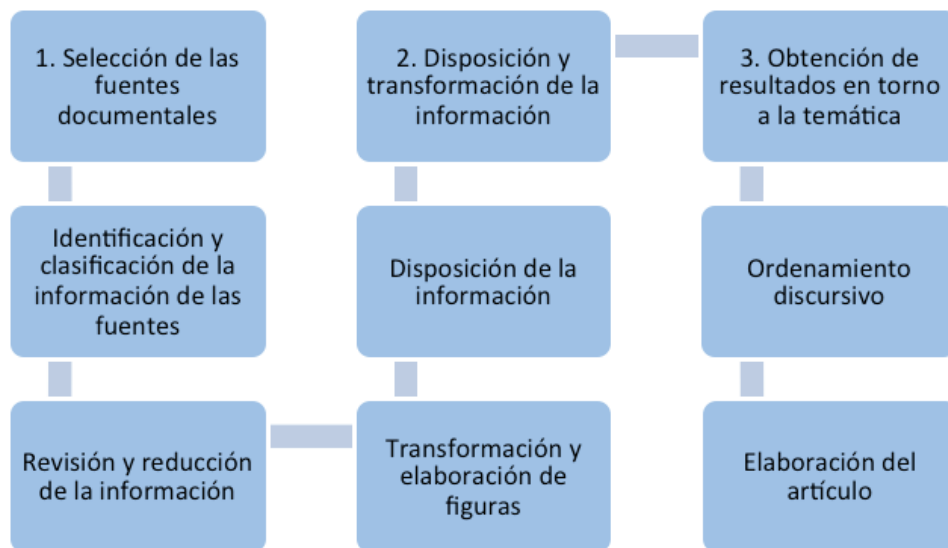 1. Selección de las
fuentes
documentales
Identificación y
clasificación de la
información de las
fuentes
Revisión y reducción
de la información
2. Disposición y
transformación de la
información
Disposición de la
información
Transformación y
elaboración de
figuras
3. Obtención de
resultados en torno
a la temática
Ordenamiento
discursivo
Elaboración del
artículo